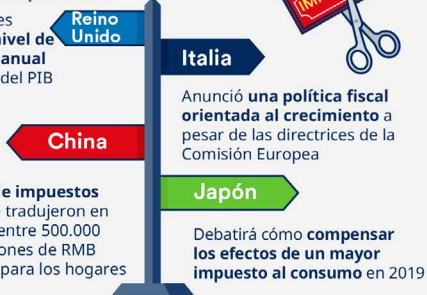 es
ivel de
anual
del PIB
Reino
Unido
Italia
Anunció una política fiscal
orientada al crecimiento a
pesar de las directrices de la
Comisión Europea
China
e impuestos
tradujeron en
entre 500.000
ones de RMB
para los hogares
Japón
Debatirá cómo compensar
los efectos de un mayor
impuesto al consumo en 2019